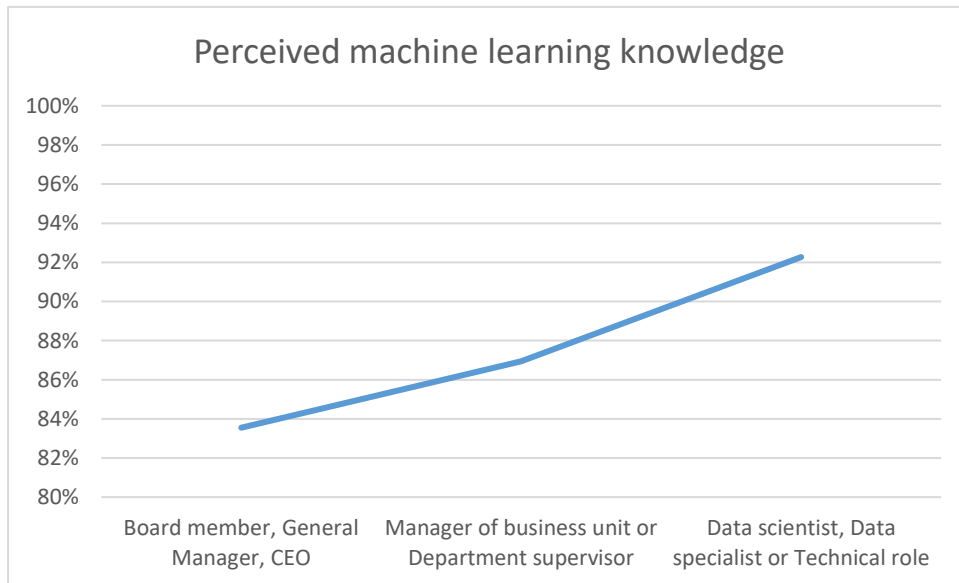 Perceived machine learning knowledge
100%
98%
96%
94%
92%
90%
88%
86%
84%
82%
80%
Board member, General
Manager, CEO
Manager of business unit or
Department supervisor
Data scientist, Data
specialist or Technical role